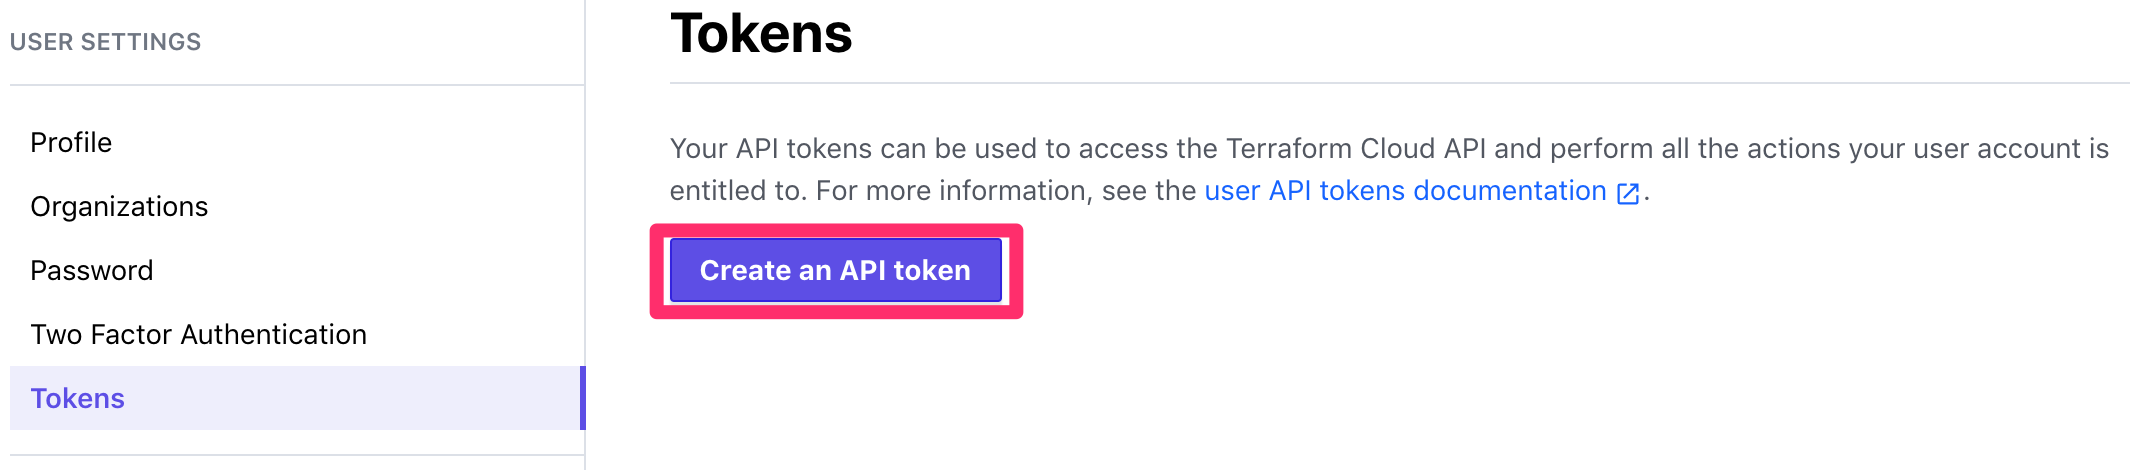 USER SETTINGS
Profile
Organizations
Password
Two Factor Authentication
Tokens
Tokens
Your API tokens can be used to access the Terraform Cloud API and perform all the actions your user account is
entitled to. For more information, see the user API tokens documentation.
Create an API token